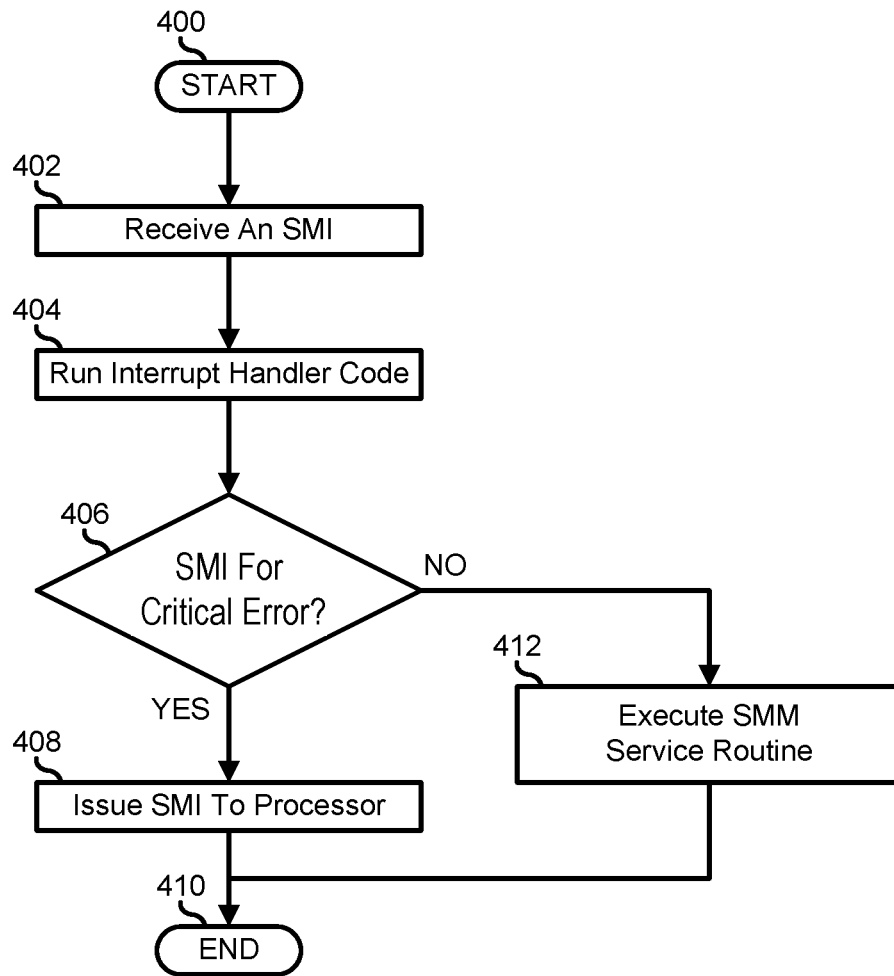 400
START
402
Receive An SMI
404
Run Interrupt Handler Code
406
SMI For
Critical Error?
NO
YES
412
Execute SMM
Service Routine
408
Issue SMI To Processor
410
END